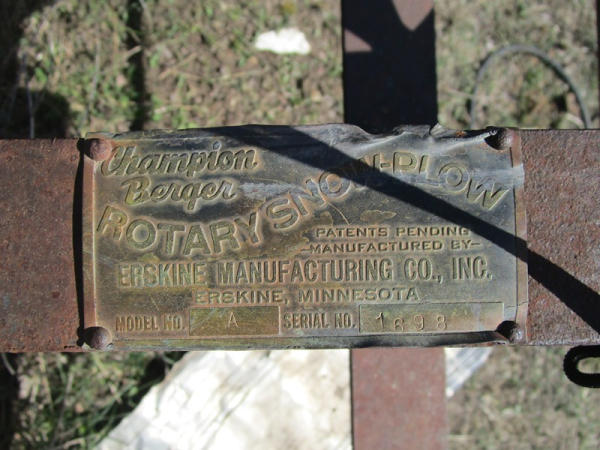 Champion
Berger
ROTARY SNOW-PLOW
PATENTS PENDING
—MANUFACTURED BY—
ERSKINE MANUFACTURING CO., INC.
ERSKINE, MINNESOTA
MODEL NO. A SERIAL NO. 1698